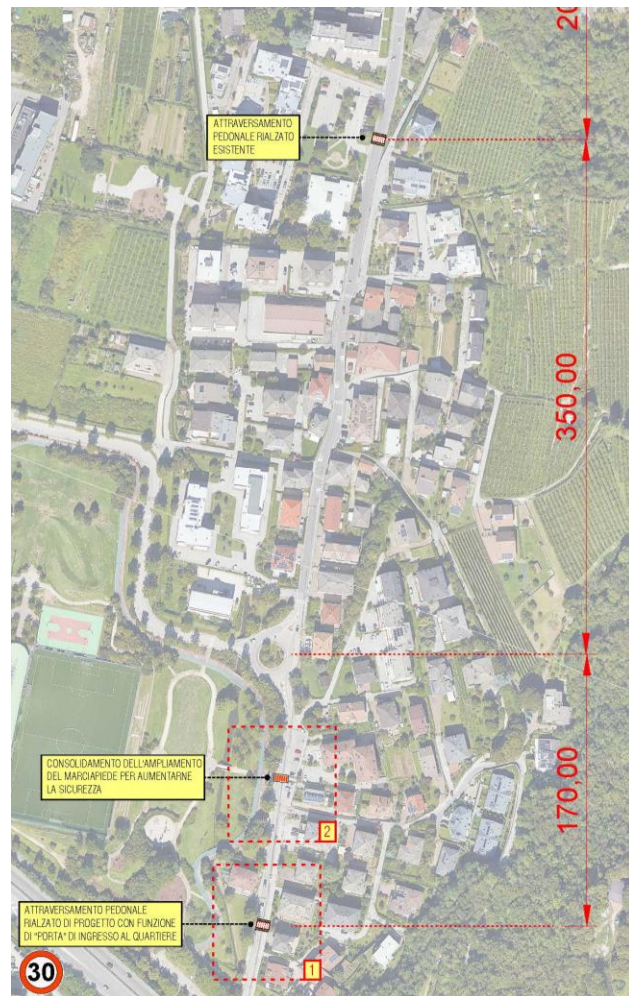 20
ATTRAVERSAMENTO
PEDONALE RIALZATO
ESISTENTE
350,00
CONSOLIDAMENTO DELL'AMPLIAMENTO
DEL MARCIAPIEDE PER AUMENTARNE
LA SICUREZZA
2
170,00
ATTRAVERSAMENTO PEDONALE
RIALZATO DI PROGETTO CON FUNZIONE
DI "PORTA" DI INGRESSO AL QUARTIERE
1
30